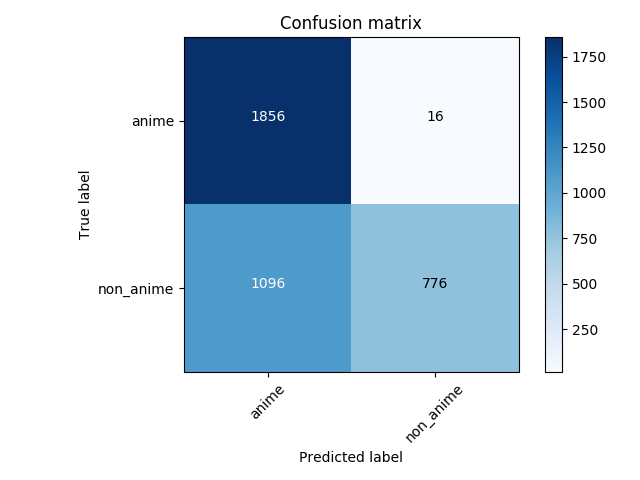 Confusion matrix
True label
anime
non_anime
1856
16
1096
776
anime
non_anime
Predicted label
1750
1500
1250
1000
750
500
250